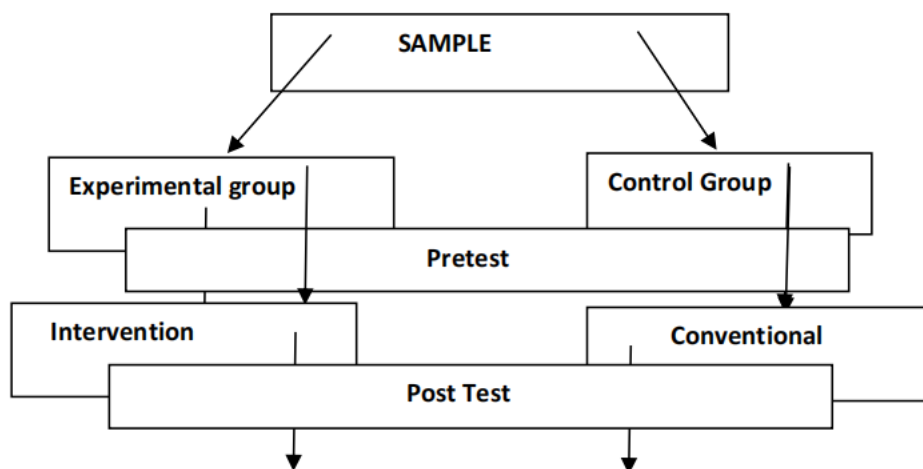 SAMPLE
Experimental group
Control Group
Pretest
Intervention
Conventional
Post Test